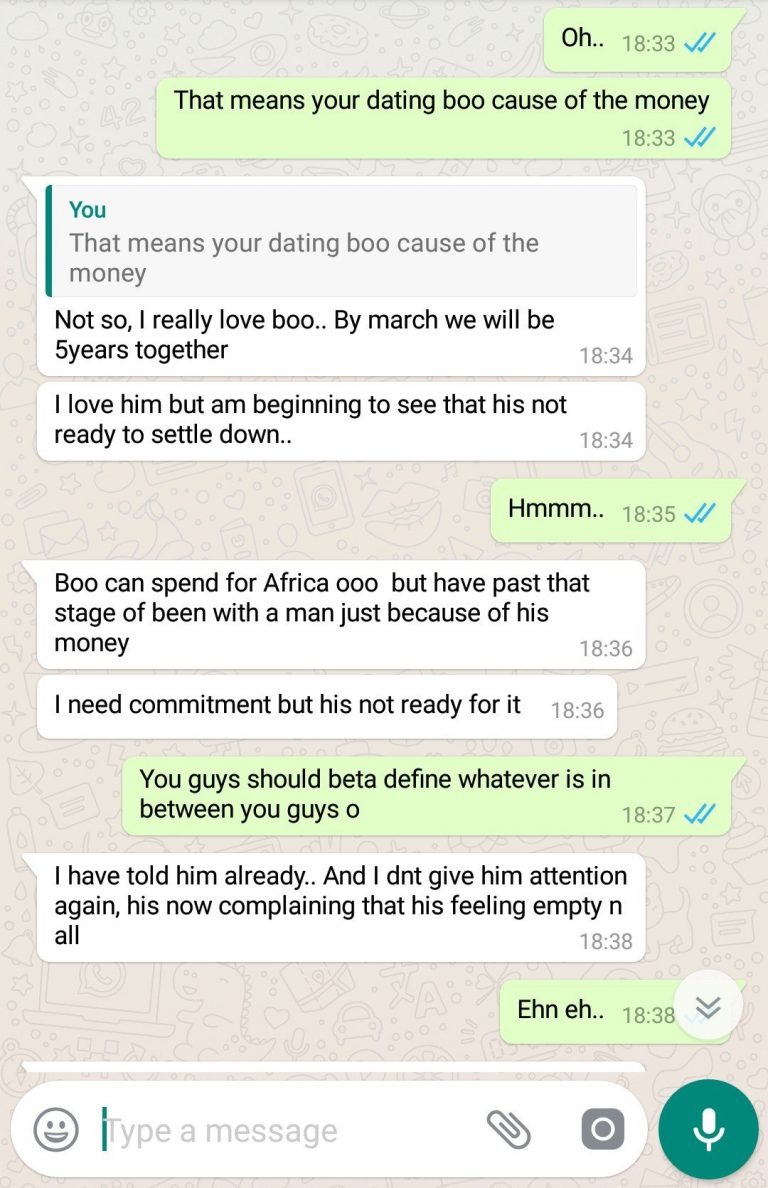 Oh.. 18:33
That means your dating boo cause of the money
18:33
You
That means your dating boo cause of the
money
Not so, I really love boo.. By march we will be
5years together 18:34
I love him but am beginning to see that his not
ready to settle down.. 18:34
Hmmm.. 18:35
Boo can spend for Africa ooo but have past that
stage of been with a man just because of his
money 18:36
I need commitment but his not ready for it 18:36
You guys should beta define whatever is in
between you guys o 18:37
I have told him already.. And I dnt give him attention
again, his now complaining that his feeling empty n
all 18:38
Ehn eh.. 18:38
Type a message